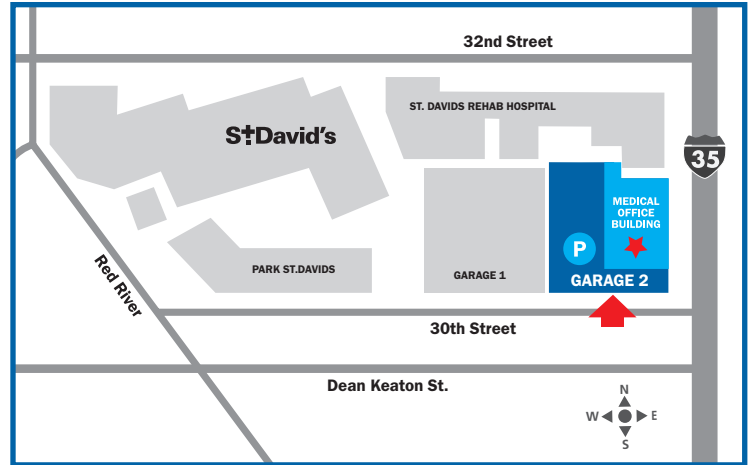 32nd Street
ST. DAVIDS REHAB HOSPITAL
St David's
35
MEDICAL
OFFICE
BUILDING
P
PARK ST.DAVIDS
GARAGE 1
GARAGE 2
Red River
30th Street
Dean Keaton St.
N
W E
S